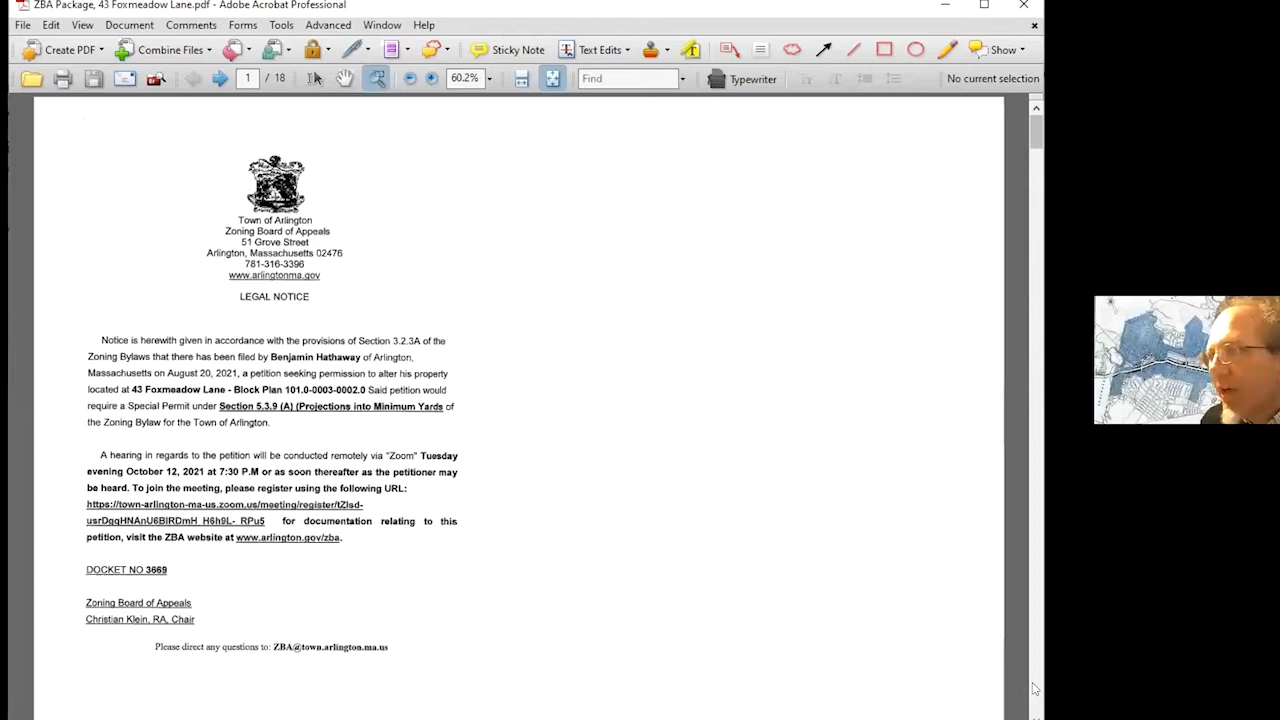 ZBA Package, 43 Foxmeadow Lane.pdf - Adobe Acrobat Professional
File Edit View Document Comments Forms Tools Advanced Window Help
Create PDF Combine Files Sticky Note Text Edits Show
1 / 18 60.2% Find Typewriter No current selection
Town of Arlington
Zoning Board of Appeals
51 Grove Street
Arlington, Massachusetts 02476
781-316-3396
www.arlingtonma.gov
LEGAL NOTICE
Notice is herewith given in accordance with the provisions of Section 3.2.3A of the
Zoning Bylaws that there has been filed by Benjamin Hathaway of Arlington,
Massachusetts on August 20, 2021, a petition seeking permission to alter his property
located at 43 Foxmeadow Lane - Block Plan 101.0-0003-0002.0 Said petition would
require a Special Permit under Section 5.3.9 (A) (Projections into Minimum Yards of
the Zoning Bylaw for the Town of Arlington.
A hearing in regards to the petition will be conducted remotely via "Zoom" Tuesday
evening October 12, 2021 at 7:30 P.M or as soon thereafter as the petitioner may
be heard. To join the meeting, please register using the following URL:
https://town-arlington-ma-us.zoom.us/meeting/register/tZIsd-
for documentation relating to this
petition, visit the ZBA website at www.arlington.gov/zba.
DOCKET NO 3669
Zoning Board of Appeals
Christian Klein, RA, Chair
Please direct any questions to: ZBA@town.arlington.ma.us